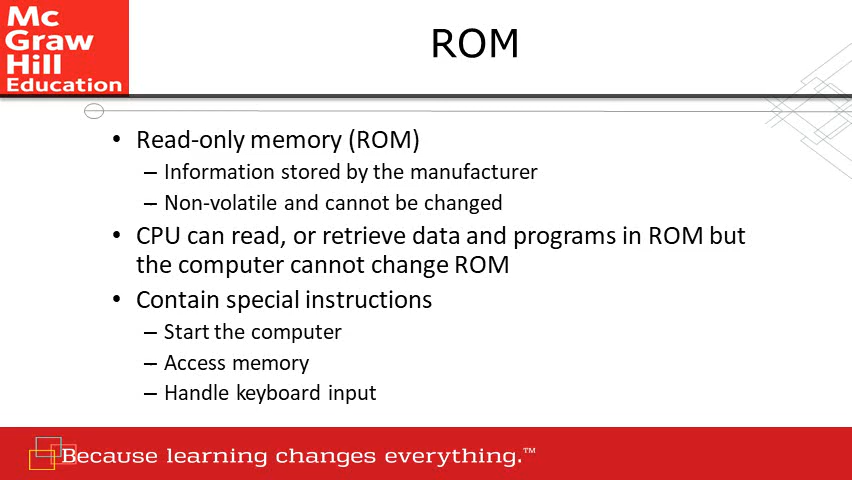 Mc
Graw
Hill
Education
ROM
• Read-only memory (ROM)
– Information stored by the manufacturer
– Non-volatile and cannot be changed
• CPU can read, or retrieve data and programs in ROM but
the computer cannot change ROM
• Contain special instructions
– Start the computer
– Access memory
– Handle keyboard input
Because learning changes everything.™